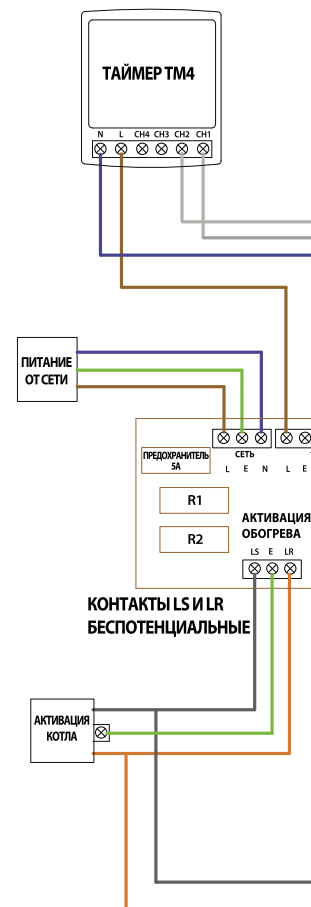 ТАЙМЕР TM4
N L CH4 CH3 CH2 CH1
ПИТАНИЕ
ОТ СЕТИ
ПРЕДОХРАНИТЕЛЬ
5А
СЕТЬ
L E N L E
R1
R2
АКТИВАЦИЯ
ОБОГРЕВА
LS E LR
КОНТАКТЫ LS И LR
БЕСПОТЕНЦИАЛЬНЫЕ
АКТИВАЦИЯ
КОТЛА